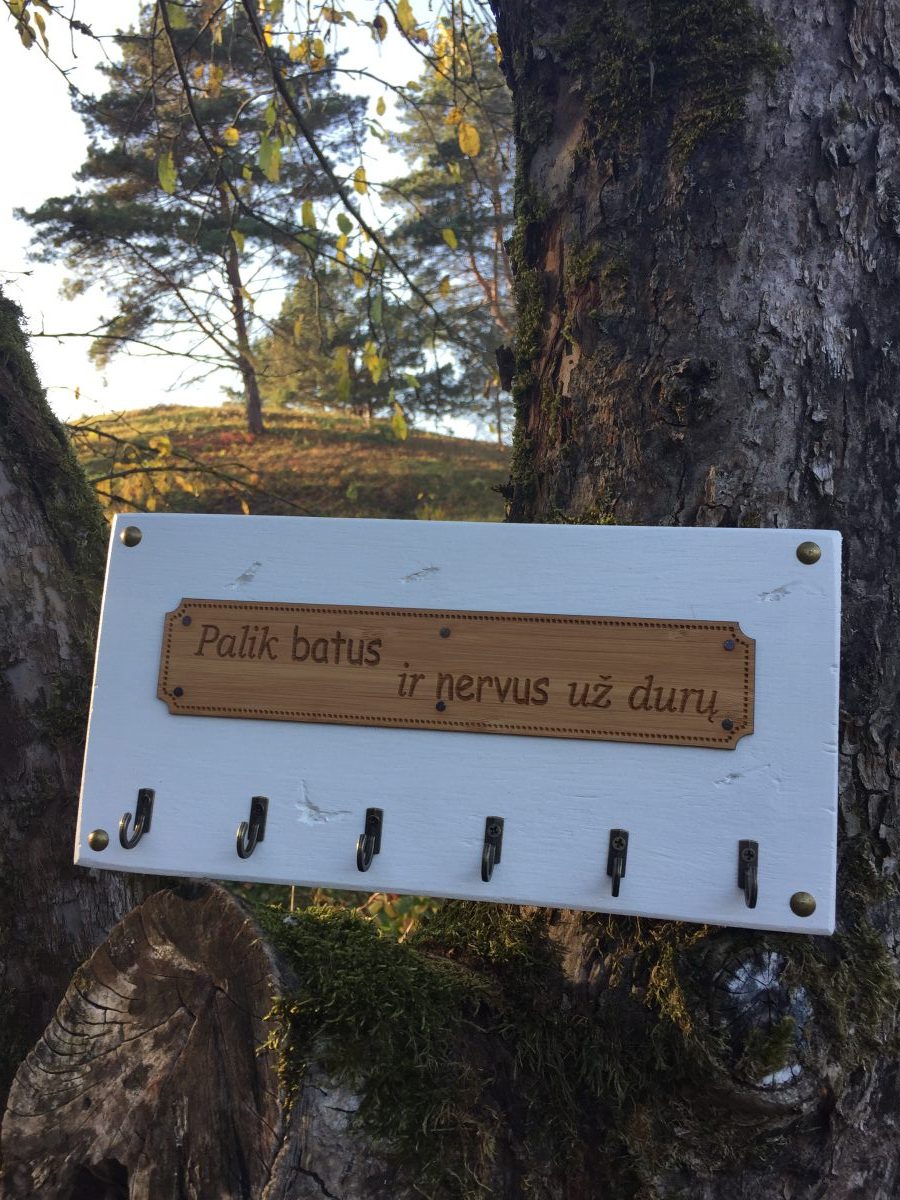 Palik batus
ir nervus už durų